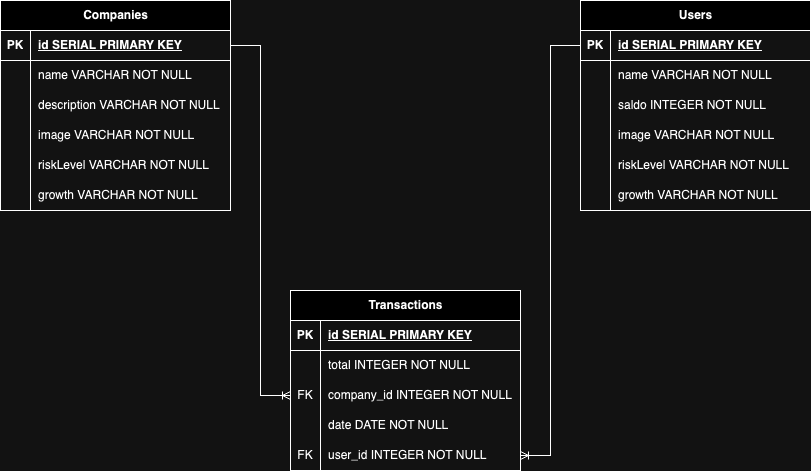 Companies
PK id SERIAL PRIMARY KEY
name VARCHAR NOT NULL
description VARCHAR NOT NULL
image VARCHAR NOT NULL
riskLevel VARCHAR NOT NULL
growth VARCHAR NOT NULL
Users
PK id SERIAL PRIMARY KEY
name VARCHAR NOT NULL
saldo INTEGER NOT NULL
image VARCHAR NOT NULL
riskLevel VARCHAR NOT NULL
growth VARCHAR NOT NULL
Transactions
PK id SERIAL PRIMARY KEY
total INTEGER NOT NULL
FK company_id INTEGER NOT NULL
date DATE NOT NULL
FK user_id INTEGER NOT NULL